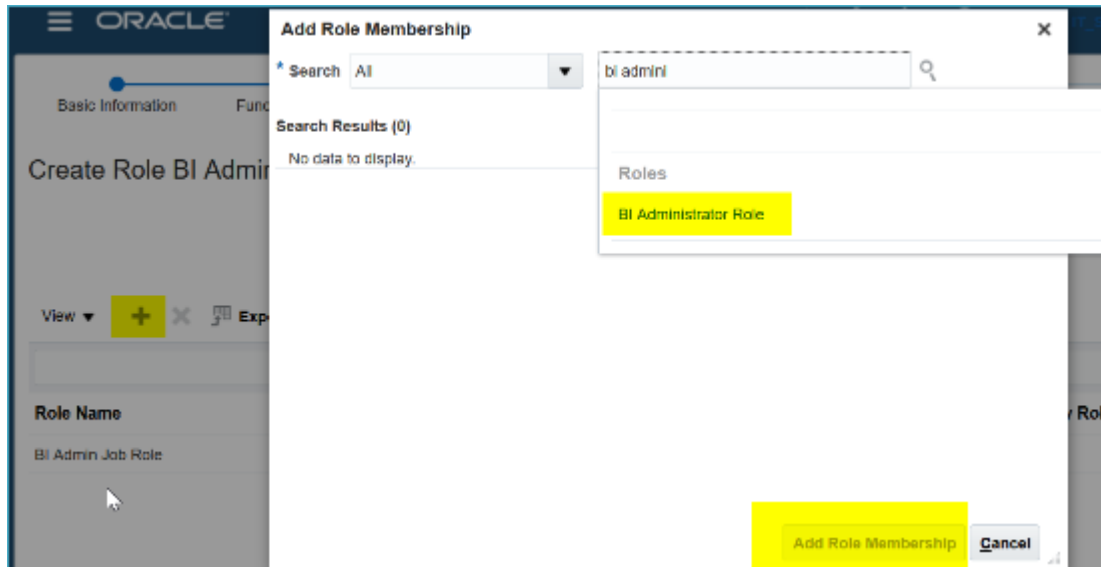 ORACLE
Add Role Membership
* Search All
bi admini
Basic Information
Func
Search Results (0)
No data to display.
Roles
BI Administrator Role
Create Role BI Admin
View
Exp
Role Name
BI Admin Job Role
Add Role Membership
Cancel